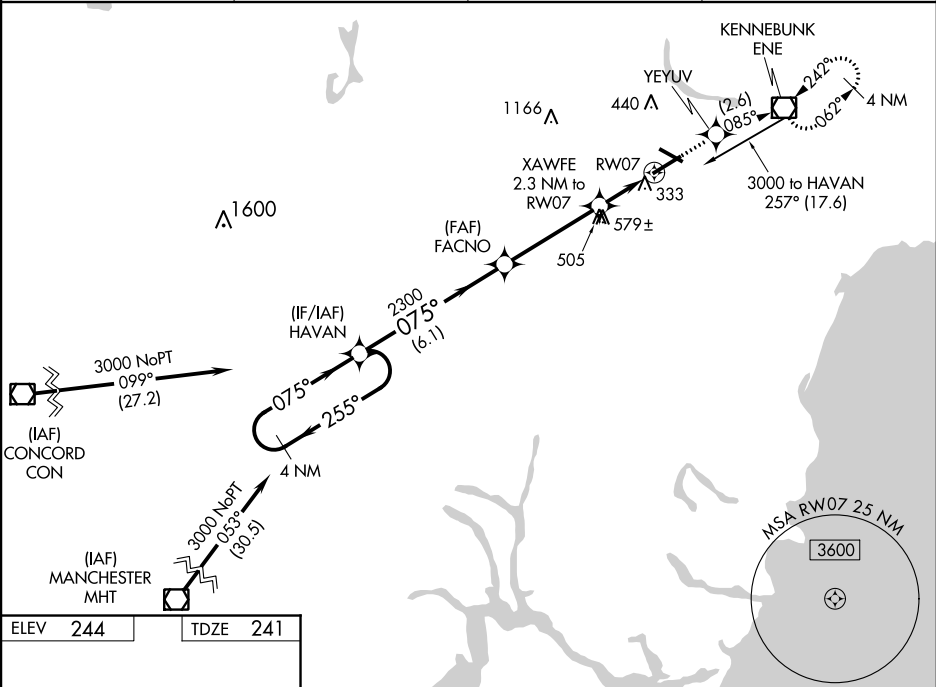 KENNEBUNK
ENE
YEYUV
242°
062°
4 NM
(2.6)
085°
1166
440
XAWFE
2.3 NM to
RW07
RW07
333
3000 to HAVAN
257° (17.6)
1600
579±
505
(FAF)
FACNO
(IF/IAF)
HAVAN
2300
075°
(6.1)
3000 NoPT
099°
(27.2)
075°
255°
4 NM
(IAF)
CONCORD
CON
3000 NoPT
053°
(30.5)
(IAF)
MANCHESTER
MHT
MSA RW07 25 NM
3600
ELEV 244
TDZE 241